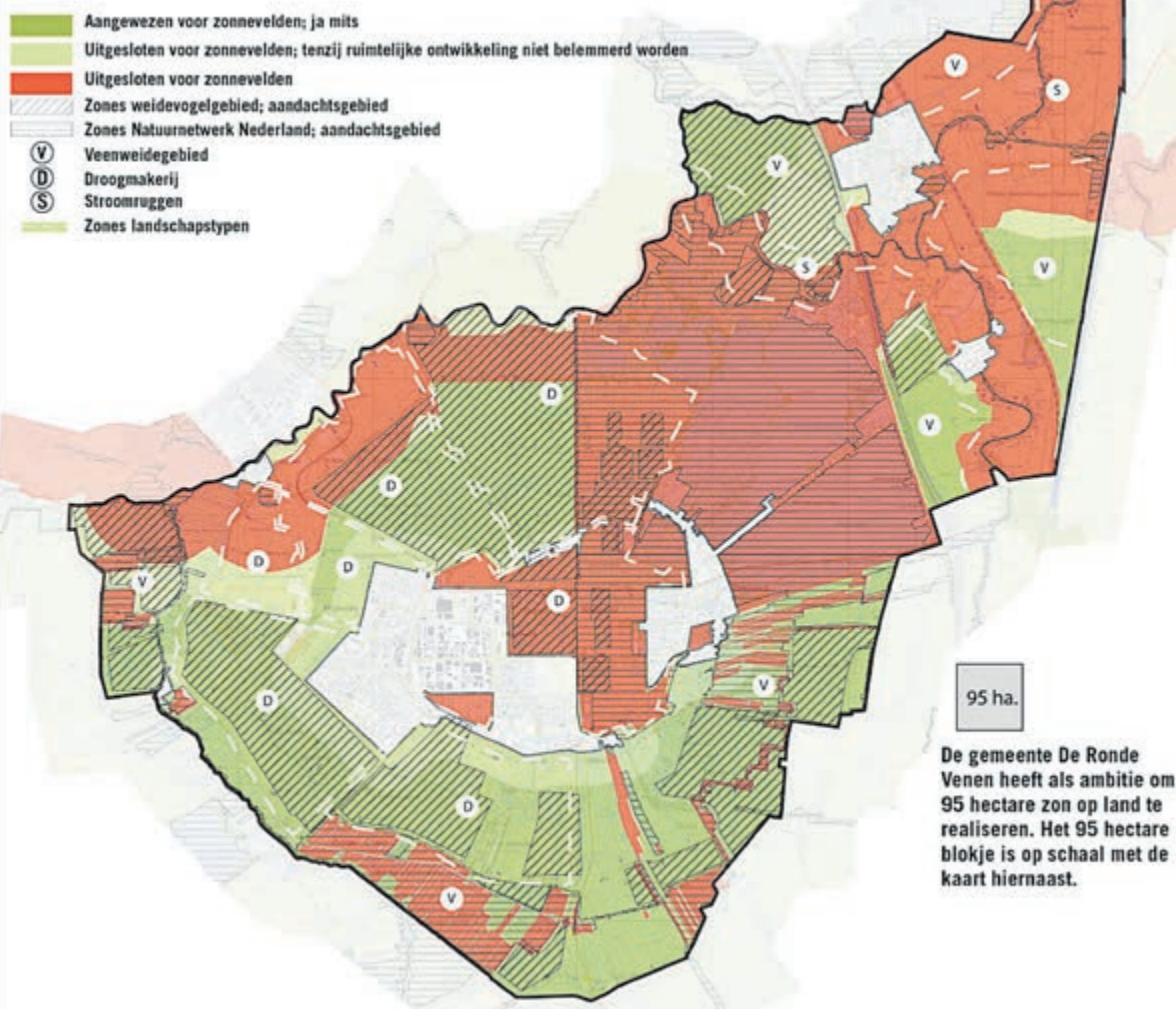 Aangewezen voor zonnevelden; ja mits
Uitgesloten voor zonnevelden; tenzij ruimtelijke ontwikkeling niet belemmerd worden
Uitgesloten voor zonnevelden
Zones weidevogelgebied; aandachtsgebied
Zones Natuurnetwerk Nederland; aandachtsgebied
V Veenweidegebied
D Droogmakerij
S Stroomruggen
Zones landschapstypen
V
S
V
V
S
D
V
D
D
D
V
D
D
V
D
V
95 ha.
De gemeente De Ronde
Venen heeft als ambitie om
95 hectare zon op land te
realiseren. Het 95 hectare
blokje is op schaal met de
kaart hiernaast.